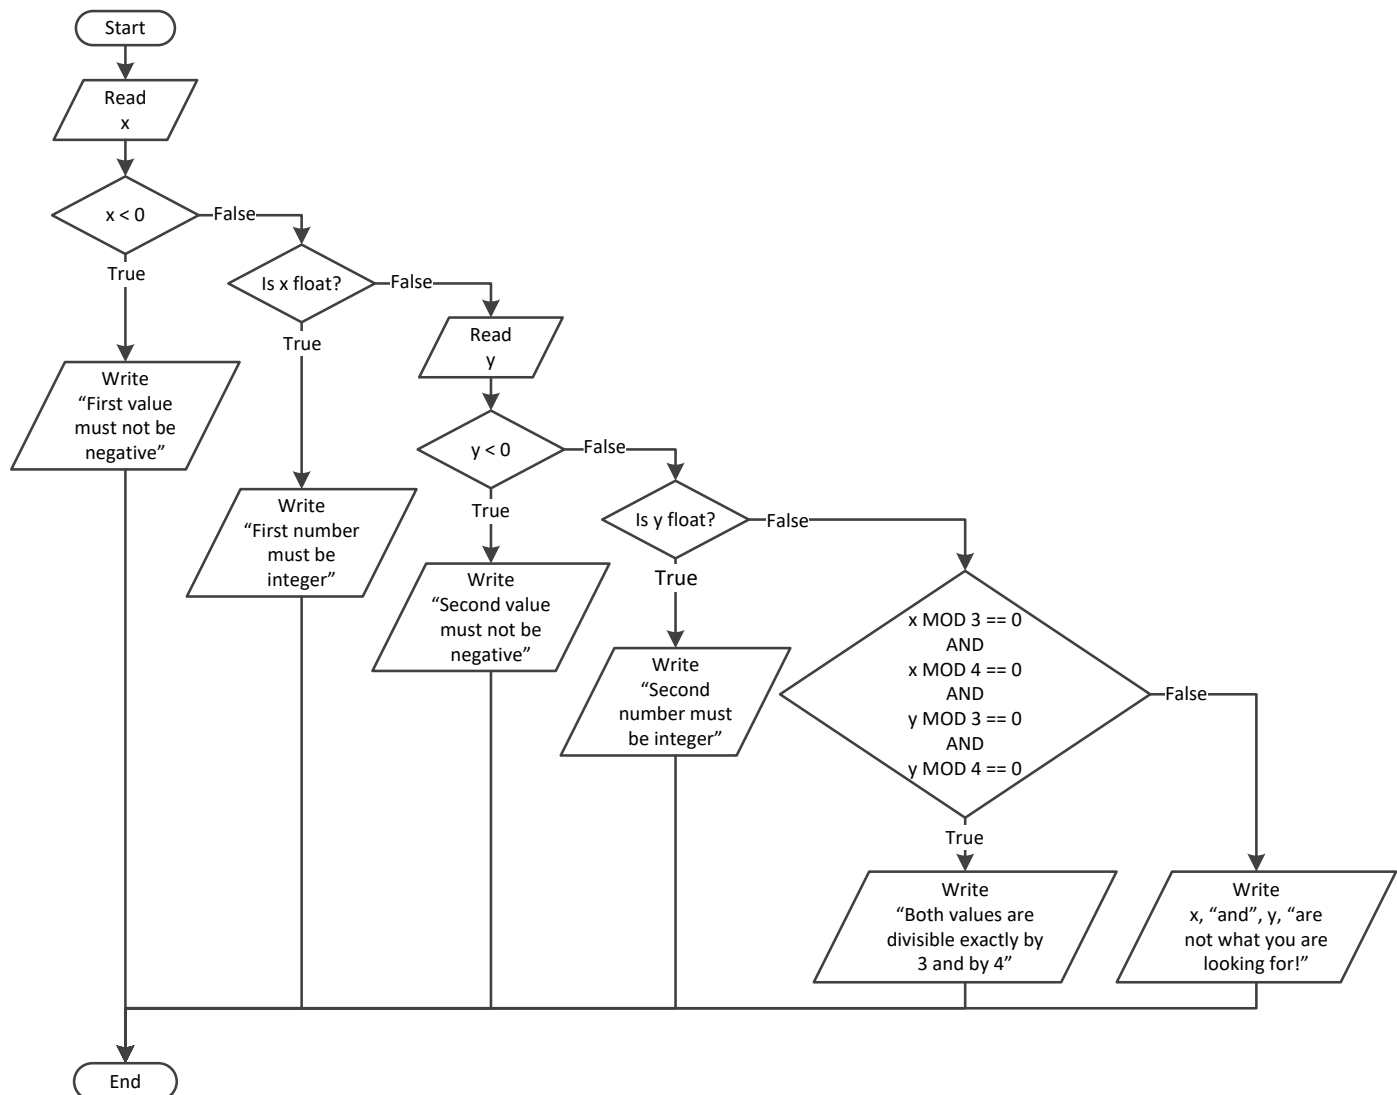 Start
Read
x
x < 0
False
True
Is x float?
False
True
Read
y
Write
“First value
must not be
negative”
y < 0
False
True
Write
“First number
must be
integer”
Is y float?
False
True
Write
“Second value
must not be
negative”
x MOD 3 == 0
AND
x MOD 4 == 0
AND
y MOD 3 == 0
AND
y MOD 4 == 0
False
True
Write
“Second
number must
be integer”
Write
“Both values are
divisible exactly by
3 and by 4”
Write
x, “and”, y, “are
not what you are
looking for!”
End